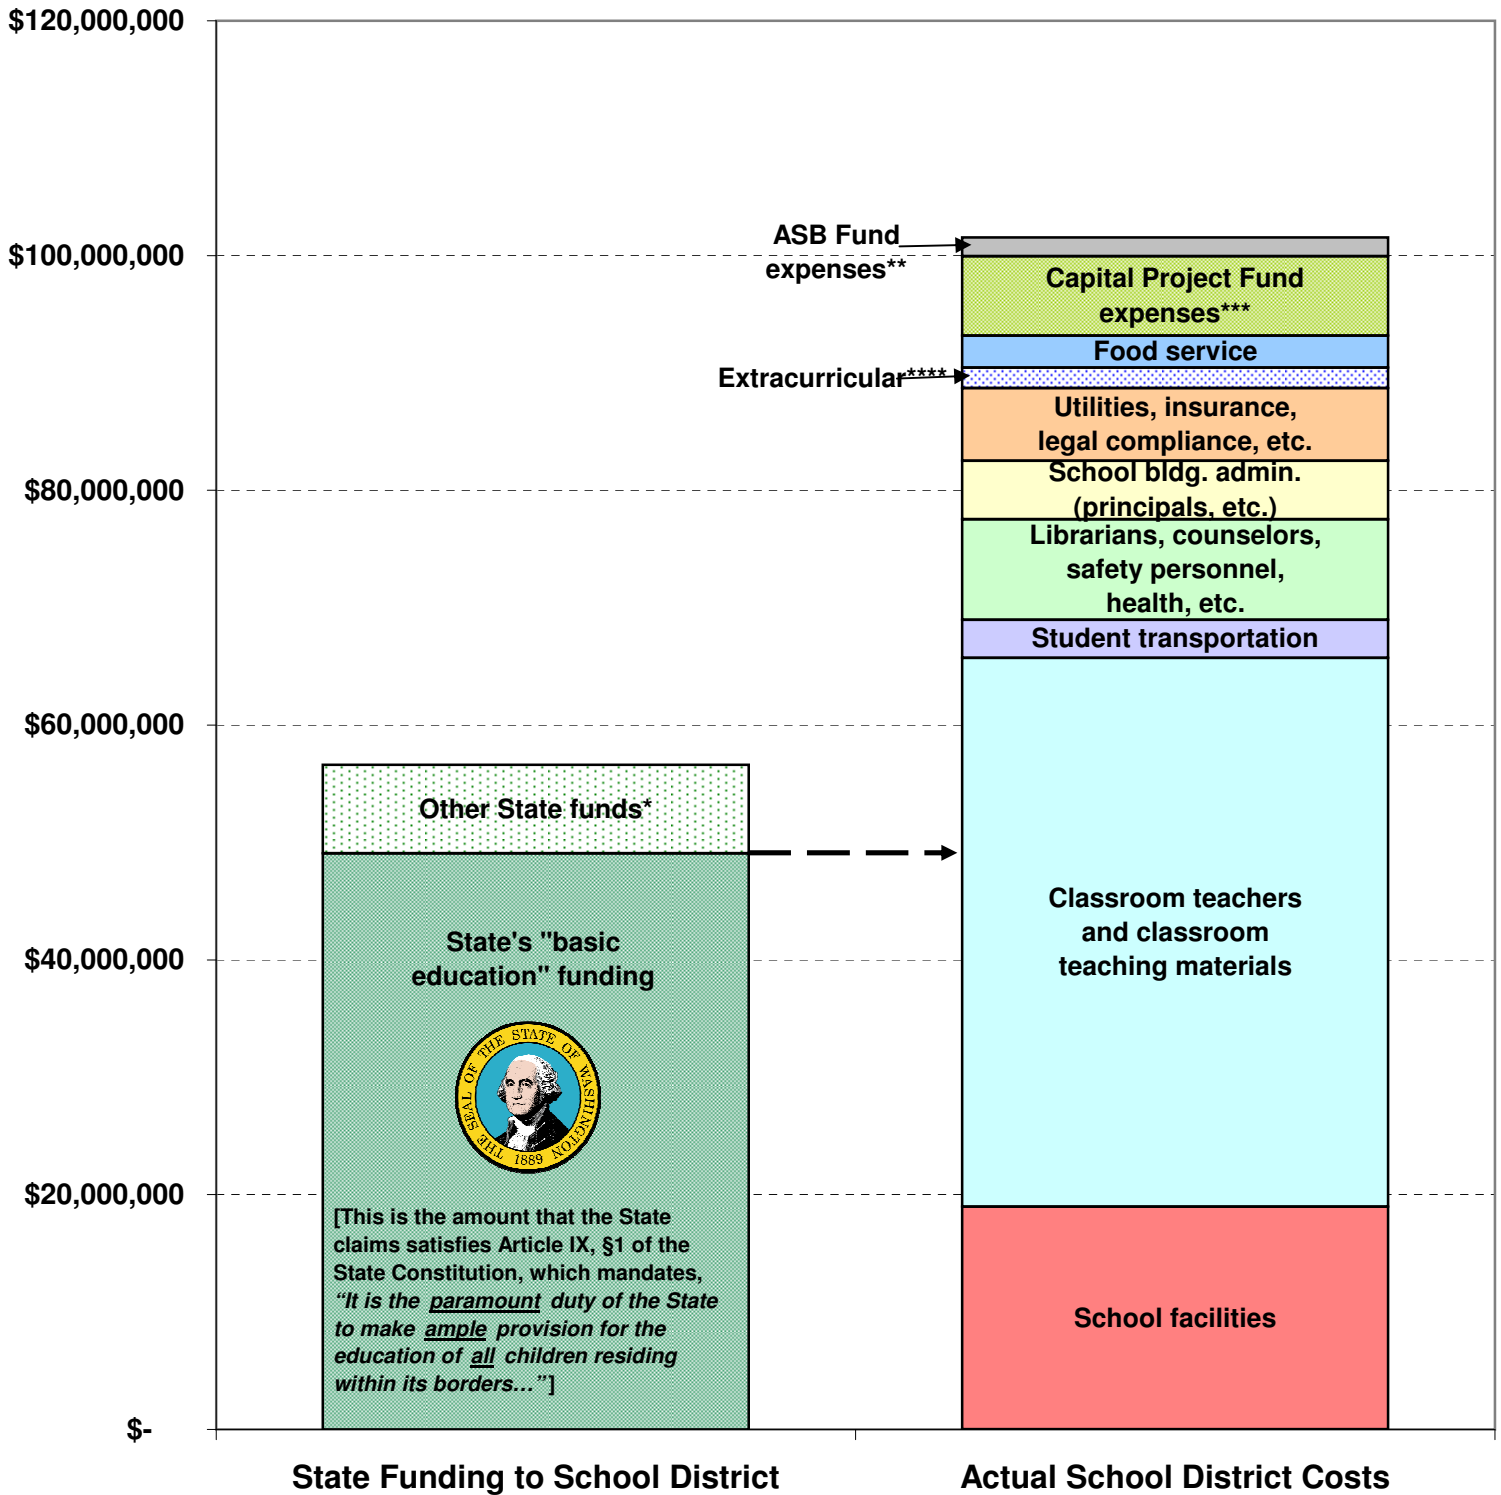 $120,000,000
$100,000,000
$80,000,000
$60,000,000
$40,000,000
$20,000,000
$-
Other State funds*
State's "basic
education" funding
THE SEAL OF THE STATE OF WASHINGTON
1889
[This is the amount that the State
claims satisfies Article IX, §1 of the
State Constitution, which mandates,
“It is the paramount duty of the State
to make ample provision for the
education of all children residing
within its borders…”]
ASB Fund
expenses**
Extracurricular****
Capital Project Fund
expenses***
Food service
Utilities, insurance,
legal compliance, etc.
School bldg. admin.
(principals, etc.)
Librarians, counselors,
safety personnel,
health, etc.
Student transportation
Classroom teachers
and classroom
teaching materials
School facilities
State Funding to School District
Actual School District Costs